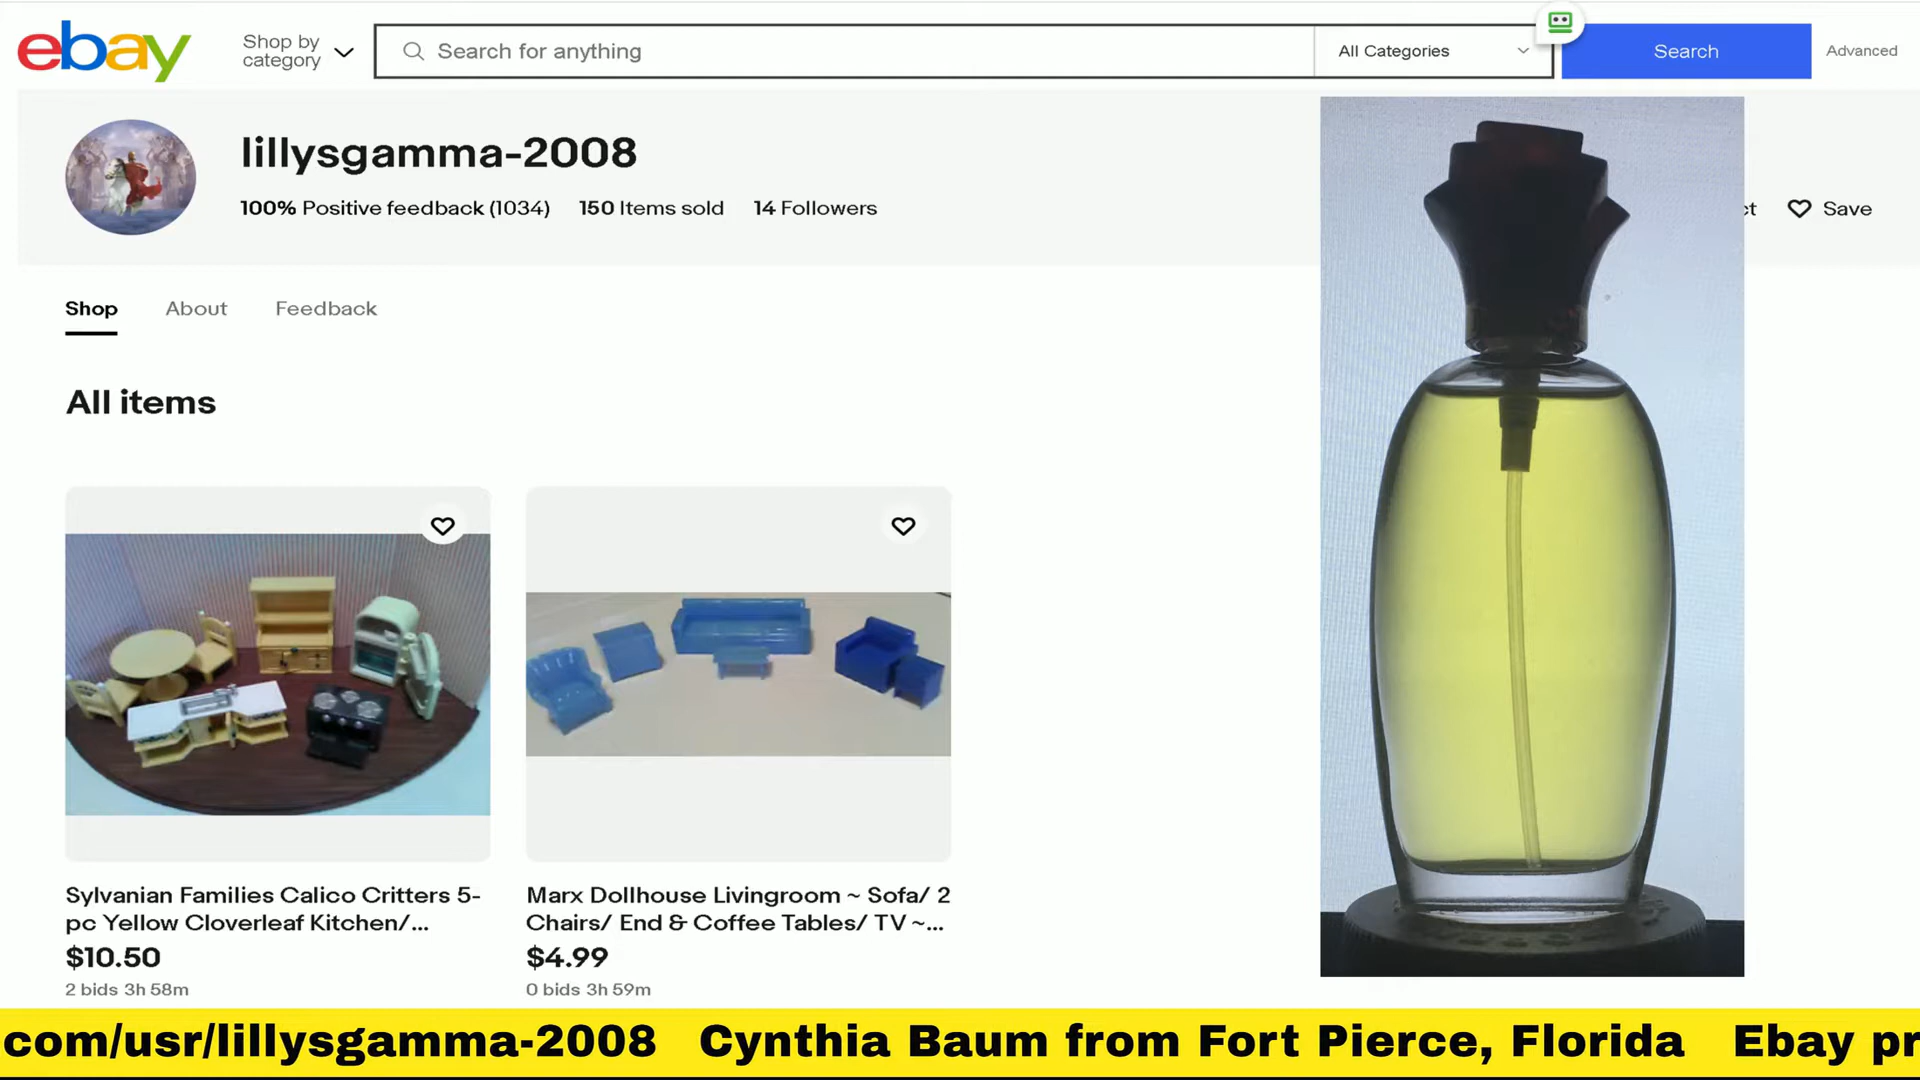 ebay
Shop by
category
Search for anything
All Categories
Search
Advanced
lillysgamma-2008
100% Positive feedback (1034) 150 Items sold 14 Followers
ct
Save
Shop About Feedback
All items
Sylvanian Families Calico Critters 5-
pc Yellow Cloverleaf Kitchen/...
$10.50
2 bids 3h 58m
Marx Dollhouse Livingroom ~ Sofa/ 2
Chairs/ End & Coffee Tables/ TV ~...
$4.99
0 bids 3h 59m
com/usr/lillysgamma-2008 Cynthia Baum from Fort Pierce, Florida Ebay pr